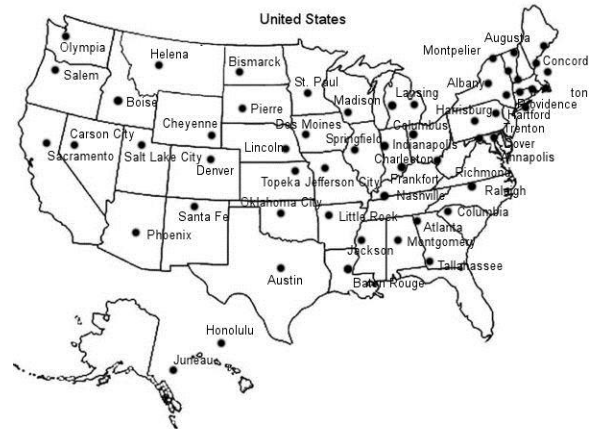 United States
Augusta
Olympia
Montpelier
Helena
Bismarck
Concord
Salem
St. Paul
Albany
Lansing
ton
Boise
Pierre
Madison
Providence
Harrisburg
Hartford
Cheyenne
Des Moines
Columbus
Trenton
Carson City
Springfield
Dover
Lincoln
Indianapolis
Sacramento
Salt Lake City
Annapolis
Denver
Charleston
Topeka
Jefferson City
Frankfort
Richmond
Nashville
Raleigh
Oklahoma City
Santa Fe
Little Rock
Columbia
Phoenix
Atlanta
Montgomery
Jackson
Tallahassee
Austin
Baton Rouge
Honolulu
Juneau